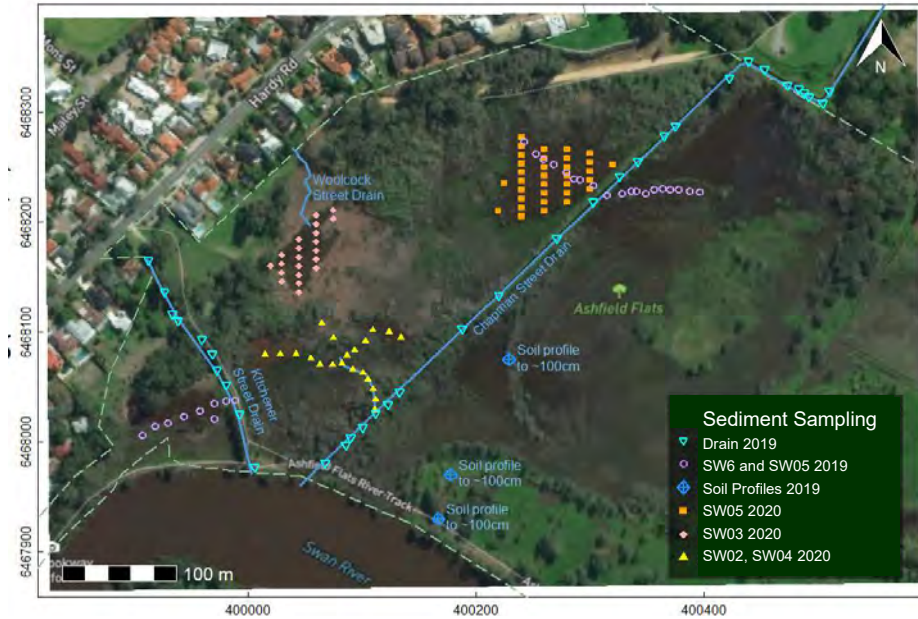 Mons St
Maley St
Hardy Rd
N
6468300
6468200
6468100
6468000
6467900
Woolcock
Street Drain
Chapman Street Drain
Ashfield Flats
Soil profile
to ~100cm
Kitchener
Street Drain
Ashfield Flats River Track
Soil profile
to ~100cm
Soil profile
to ~100cm
Swan River
100 m
400000
400200
400400
Sediment Sampling
Drain 2019
SW6 and SW05 2019
Soil Profiles 2019
SW05 2020
SW03 2020
SW02, SW04 2020